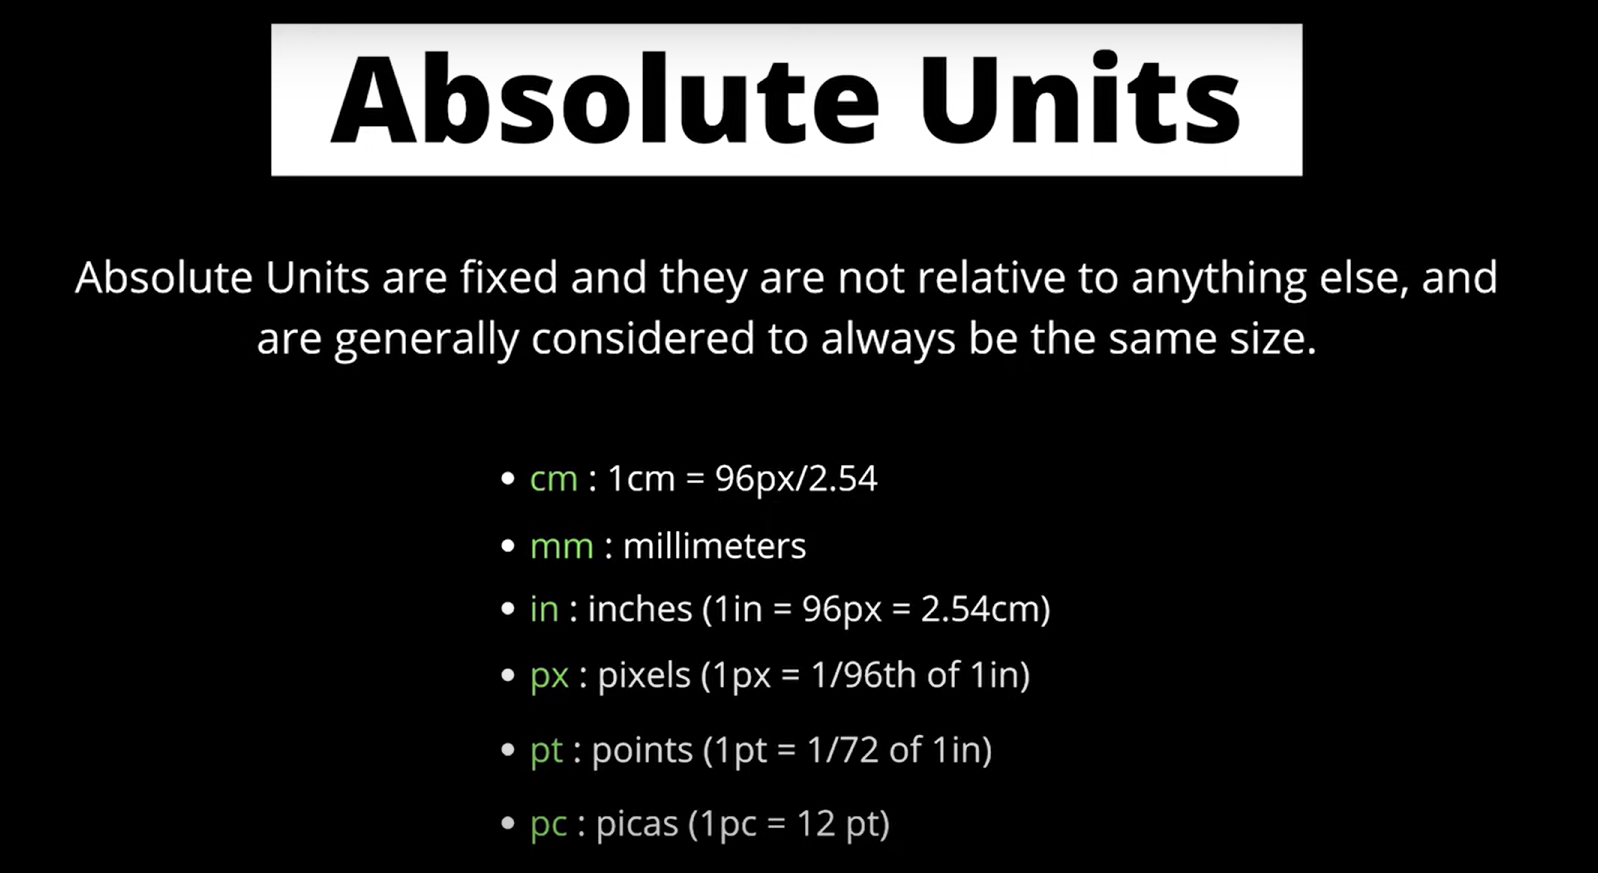 Absolute Units
Absolute Units are fixed and they are not relative to anything else, and
are generally considered to always be the same size.
• cm : 1cm = 96px/2.54
• mm : millimeters
• in : inches (1in = 96px = 2.54cm)
• px : pixels (1px = 1/96th of 1in)
• pt : points (1pt = 1/72 of 1in)
• pc : picas (1pc = 12 pt)